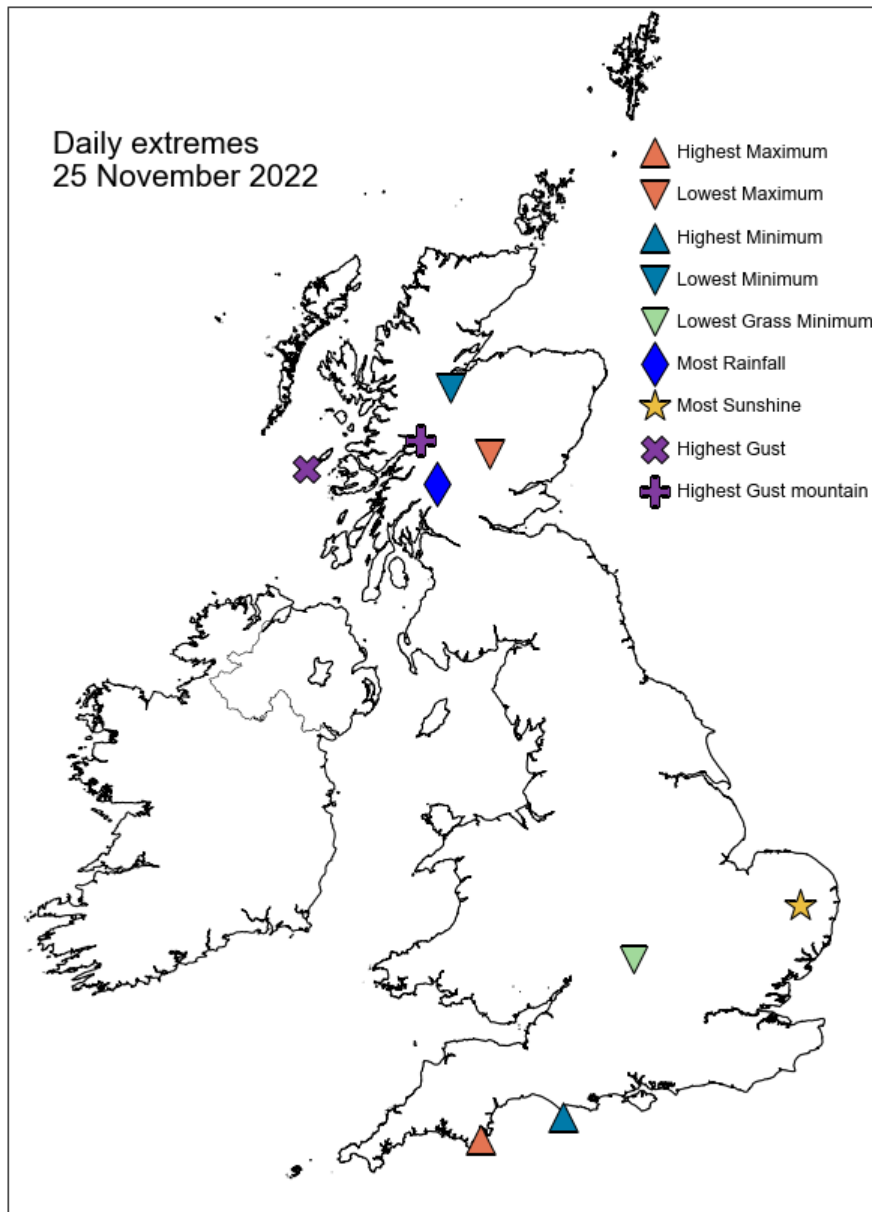 Daily extremes
25 November 2022
Highest Maximum
Lowest Maximum
Highest Minimum
Lowest Minimum
Lowest Grass Minimum
Most Rainfall
Most Sunshine
Highest Gust
Highest Gust mountain